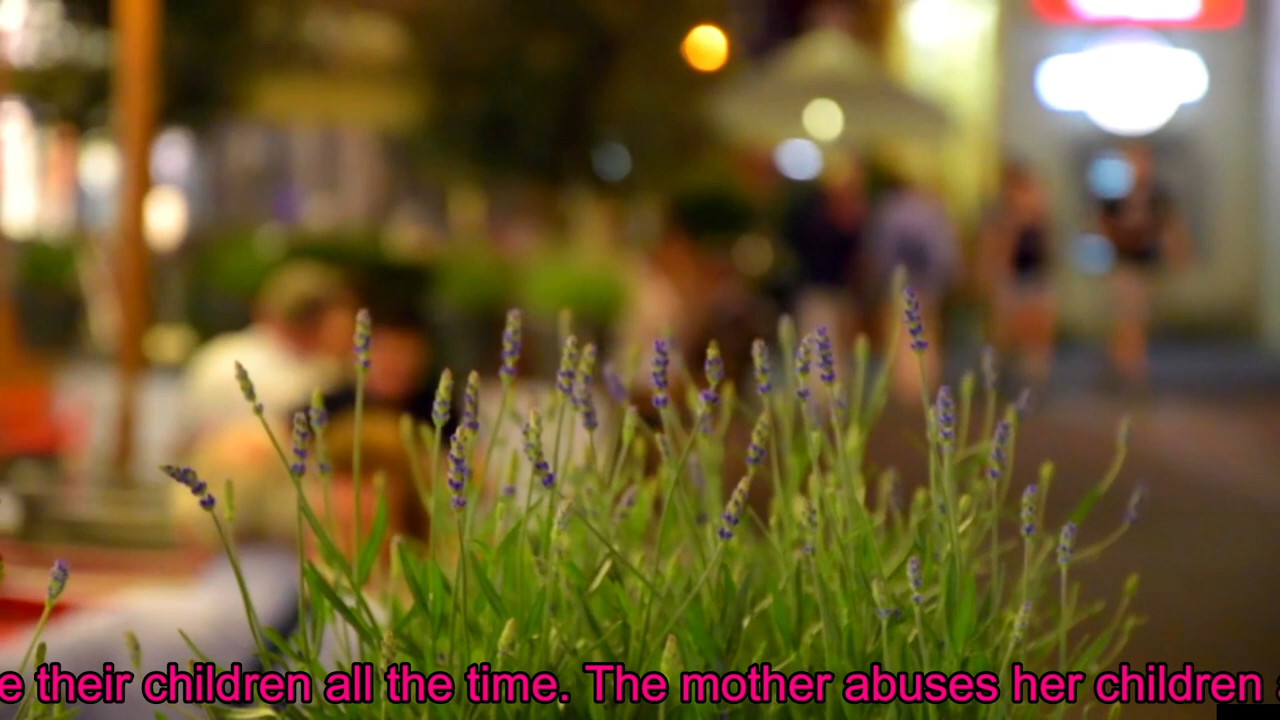 e their children all the time. The mother abuses her children